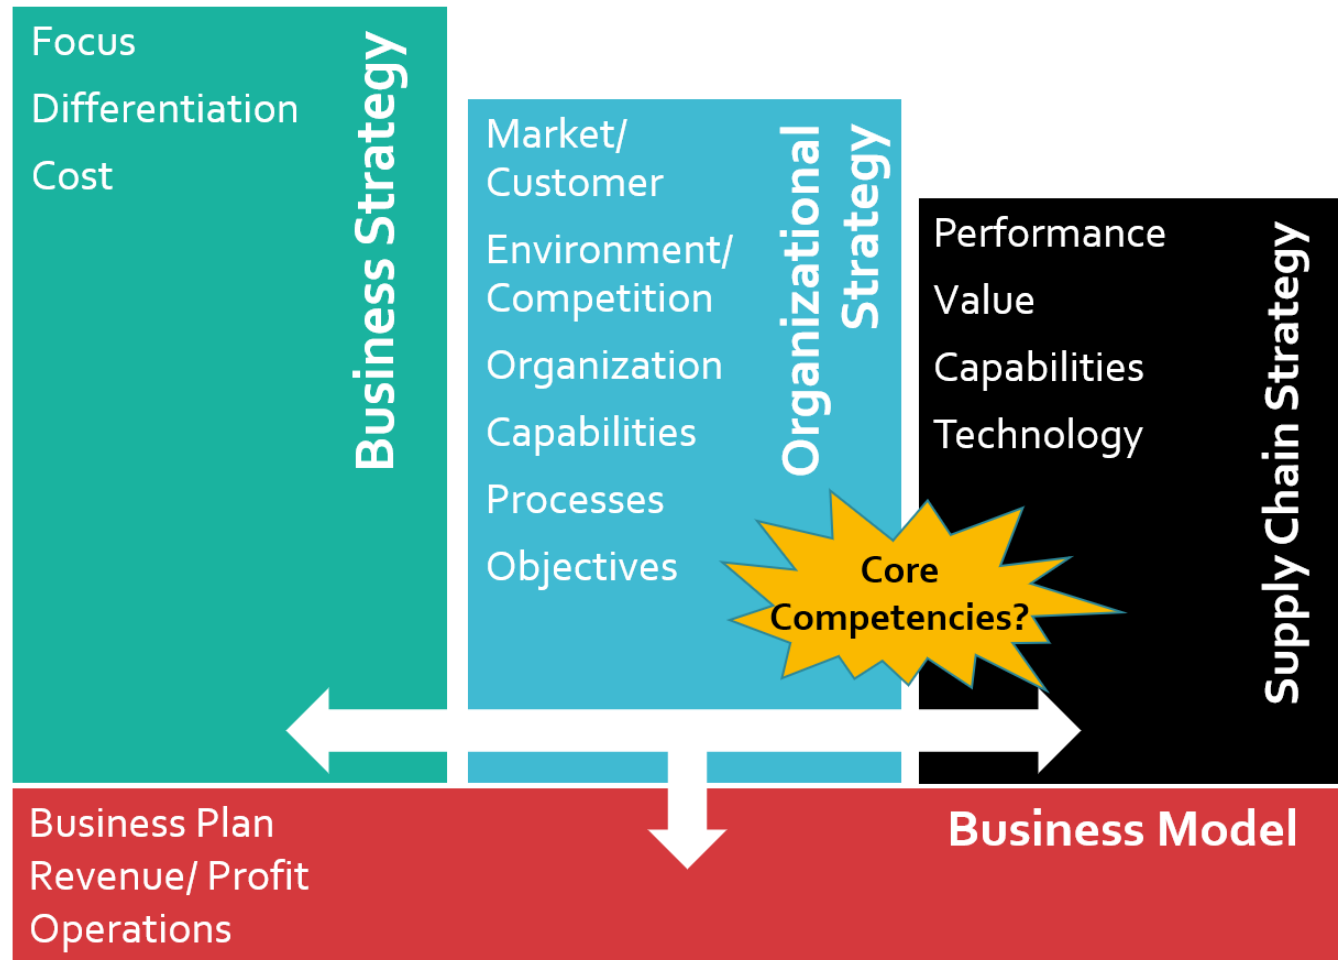 Focus
Differentiation
Cost
Business Strategy
Market/
Customer
Environment/
Competition
Organization
Capabilities
Processes
Objectives
Organizational
Strategy
Performance
Value
Capabilities
Technology
Supply Chain Strategy
Core
Competencies?
Business Plan
Revenue/ Profit
Operations
Business Model